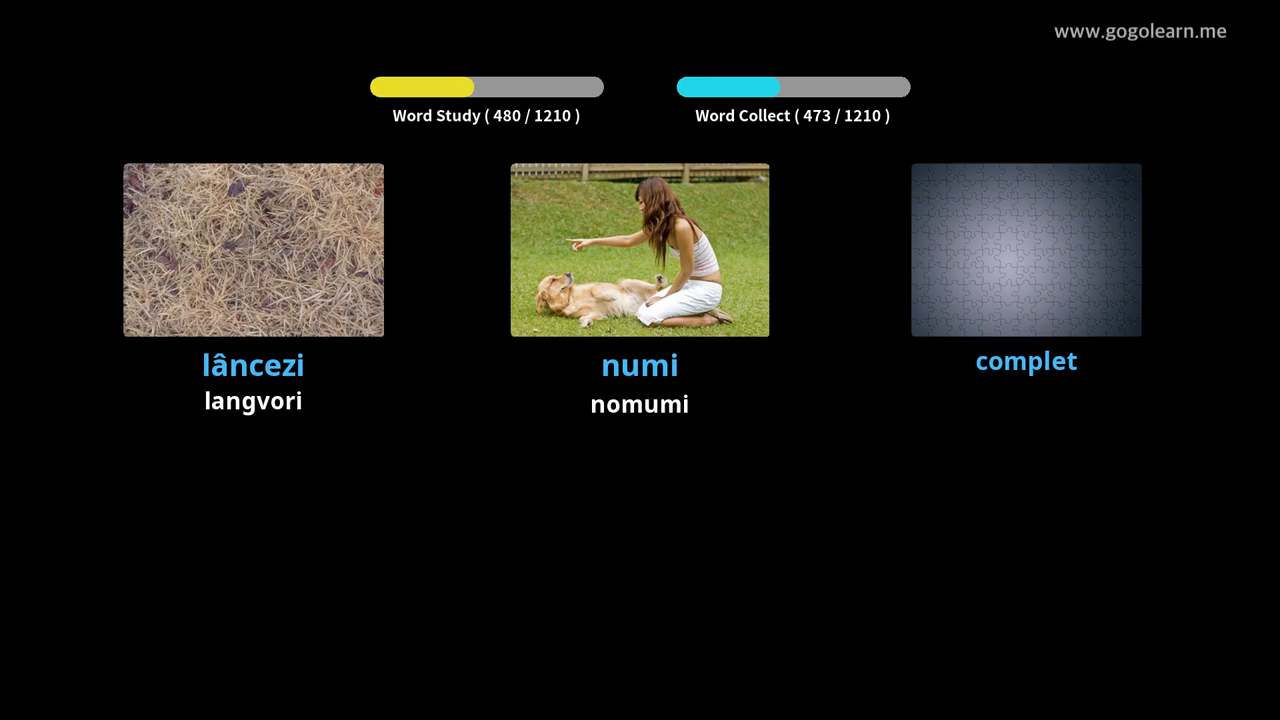 www.gogolearn.me
Word Study ( 480 / 1210 )
Word Collect ( 473 / 1210 )
lâncezi
langvori
numi
nomumi
complet